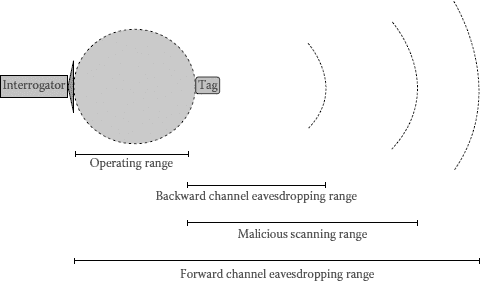 Interrogator
Tag
Operating range
Backward channel eavesdropping range
Malicious scanning range
Forward channel eavesdropping range